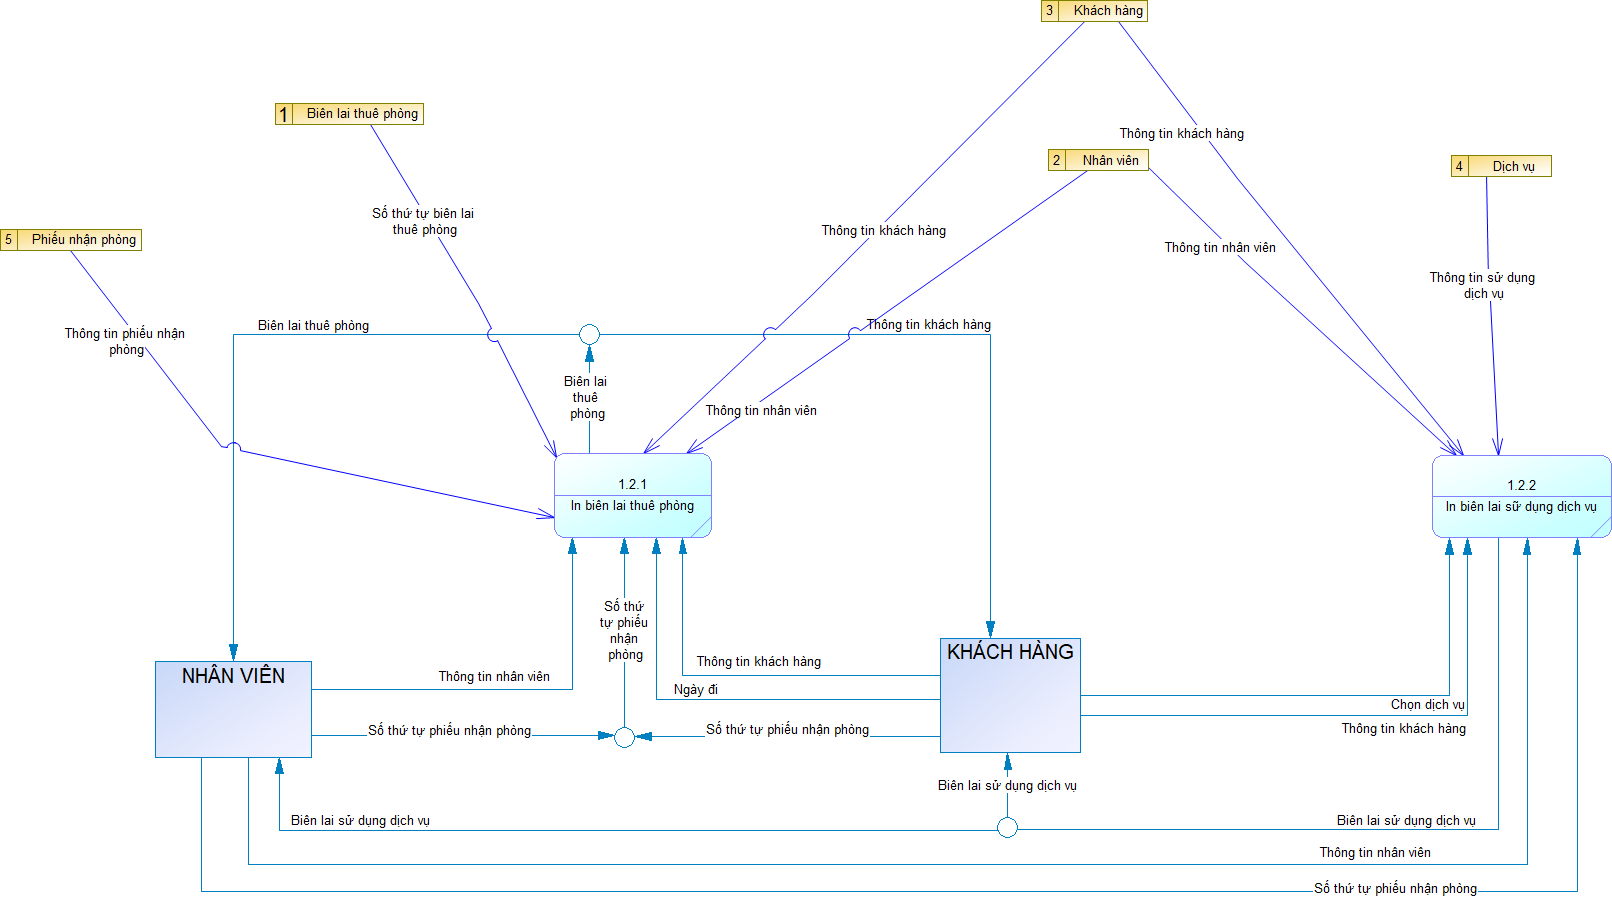 3 Khách hàng
1 Biên lai thuê phòng
Thông tin khách hàng
2 Nhân viên
4 Dịch vụ
Số thứ tự biên lai
thuê phòng
Thông tin khách hàng
5 Phiếu nhận phòng
Thông tin nhân viên
Thông tin sử dụng
dịch vụ
Biên lai thuê phòng
Thông tin khách hàng
Thông tin phiếu nhận
phòng
Biên lai
thuê
phòng
Thông tin nhân viên
1.2.1
In biên lai thuê phòng
1.2.2
In biên lai sữ dụng dịch vụ
Số thứ
tự phiếu
nhận
phòng
NHÂN VIÊN
KHÁCH HÀNG
Thông tin nhân viên
Thông tin khách hàng
Ngày đi
Chọn dịch vụ
Số thứ tự phiếu nhận phòng
Số thứ tự phiếu nhận phòng
Thông tin khách hàng
Biên lai sử dụng dịch vụ
Biên lai sử dụng dịch vụ
Biên lai sử dụng dịch vụ
Thông tin nhân viên
Số thứ tự phiếu nhận phòng